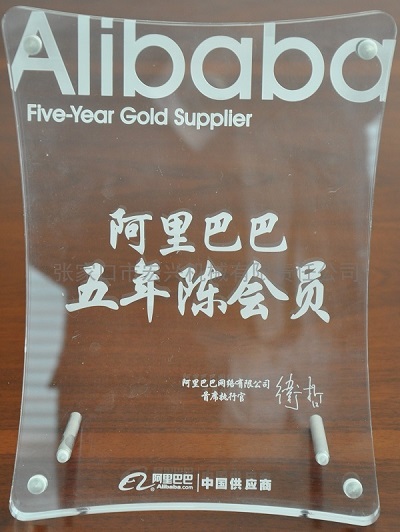 Alibaba
Five-Year Gold Supplier
阿里巴巴
五年陈会员
阿里巴巴网络有限公司
首席执行官 卫哲
阿里巴巴 Alibaba.com 中国供应商